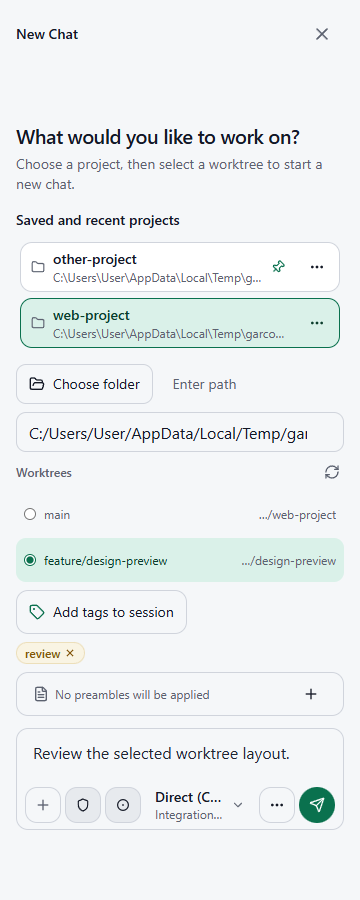 New Chat
What would you like to work on?
Choose a project, then select a worktree to start a
new chat.
Saved and recent projects
other-project
C:\Users\User\AppData\Local\Temp\g...
web-project
C:\Users\User\AppData\Local\Temp\garco...
Choose folder
Enter path
C:/Users/User/AppData/Local/Temp/gar
Worktrees
main
.../web-project
feature/design-preview
.../design-preview
Add tags to session
review
No preambles will be applied
Review the selected worktree layout.
Direct (C...
Integration...